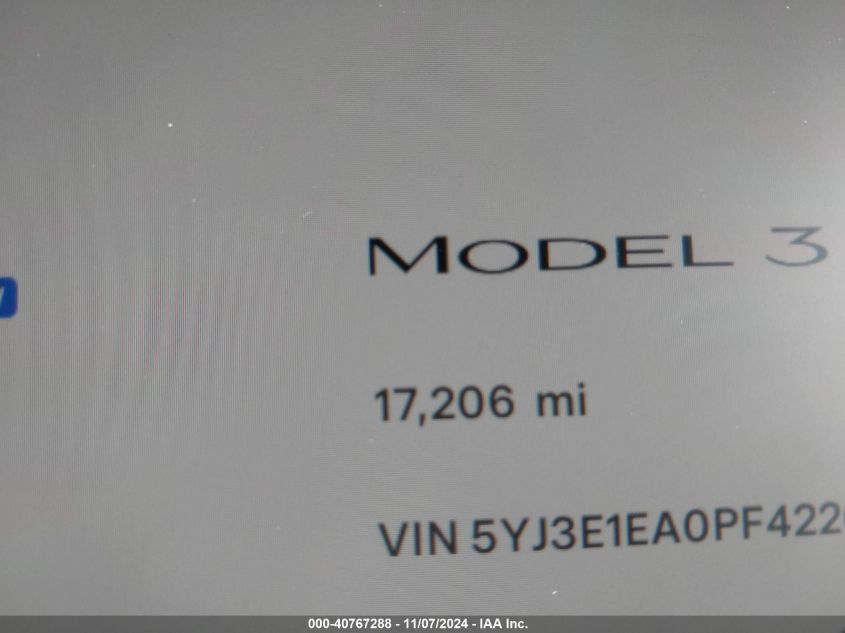 MODEL 3
17,206 mi
VIN 5YJ3E1EA0PF422
000-40767288 - 11/07/2024 - IAA Inc.